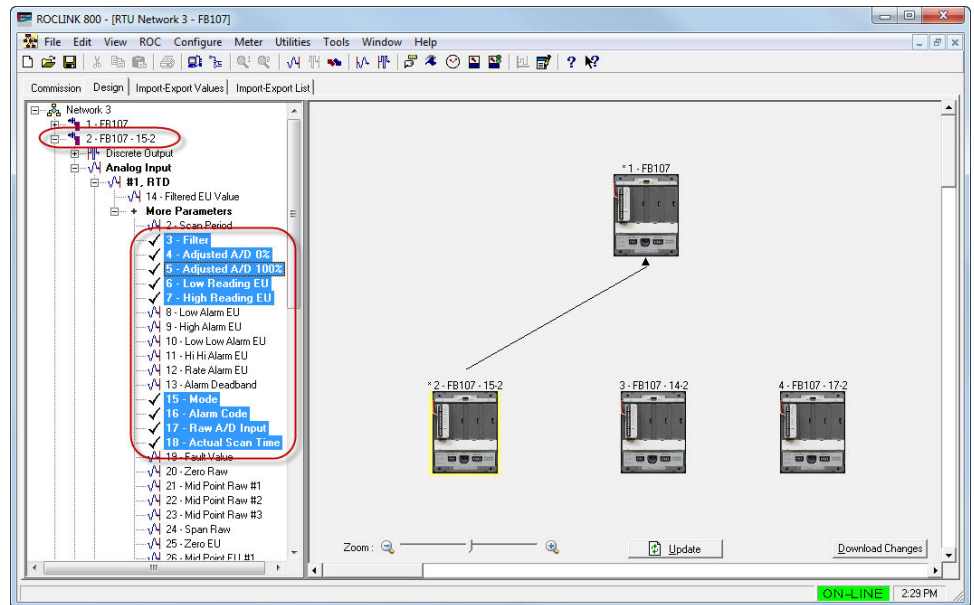 ROCLINK 800 - [RTU Network 3 - FB107]
File Edit View ROC Configure Meter Utilities Tools Window Help
Commission Design Import-Export Values Import-Export List
Network 3
1 - FB107
2 - FB107 - 15-2
Discrete Output
Analog Input
#1, RTD
14 - Filtered EU Value
+ More Parameters
2 - Scan Period
3 - Filter
4 - Adjusted A/D 0%
5 - Adjusted A/D 100%
6 - Low Reading EU
7 - High Reading EU
8 - Low Alarm EU
9 - High Alarm EU
10 - Low Low Alarm EU
11 - Hi Hi Alarm EU
12 - Rate Alarm EU
13 - Alarm Deadband
15 - Mode
16 - Alarm Code
17 - Raw A/D Input
18 - Actual Scan Time
19 - Fault Value
20 - Zero Raw
21 - Mid Point Raw #1
22 - Mid Point Raw #2
23 - Mid Point Raw #3
24 - Span Raw
25 - Zero EU
26 - Mid Point EU #1
* 1 - FB107
* 2 - FB107 - 15-2
3 - FB107 - 14-2
4 - FB107 - 17-2
Zoom :
Update
Download Changes
ON-LINE 2:29 PM